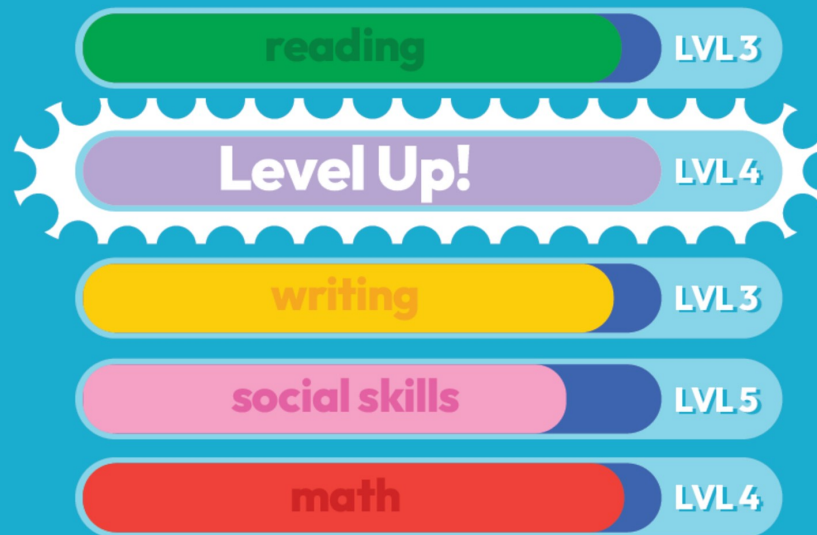 reading LVL 3
Level Up! LVL 4
writing LVL 3
social skills LVL 5
math LVL 4